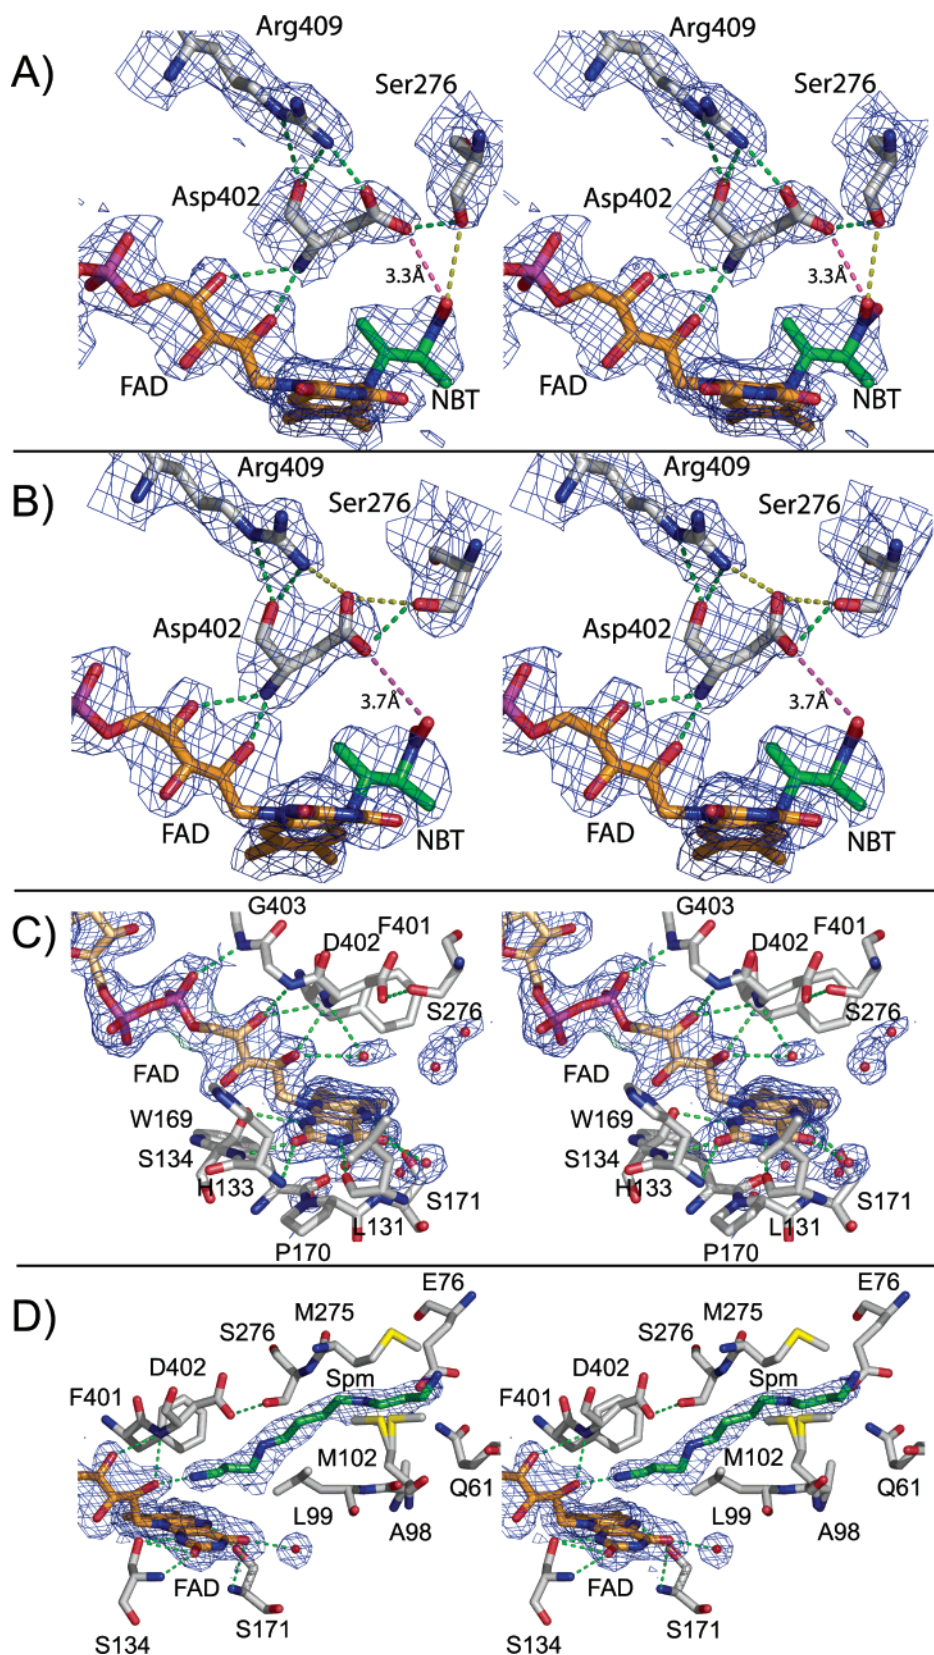 A)
Arg409
Ser276
Asp402
3.3Å
FAD
NBT
Arg409
Ser276
Asp402
3.3Å
FAD
NBT
B)
Arg409
Ser276
Asp402
3.7Å
FAD
NBT
Arg409
Ser276
Asp402
3.7Å
FAD
NBT
C)
G403
F401
D402
S276
FAD
W169
S134
H133
S171
L131
P170
G403
F401
D402
S276
FAD
W169
S134
H133
S171
L131
P170
D)
E76
M275
S276
D402
Spm
F401
M102
Q61
L99
A98
FAD
S171
S134
E76
M275
S276
D402
Spm
F401
M102
Q61
L99
A98
FAD
S171
S134